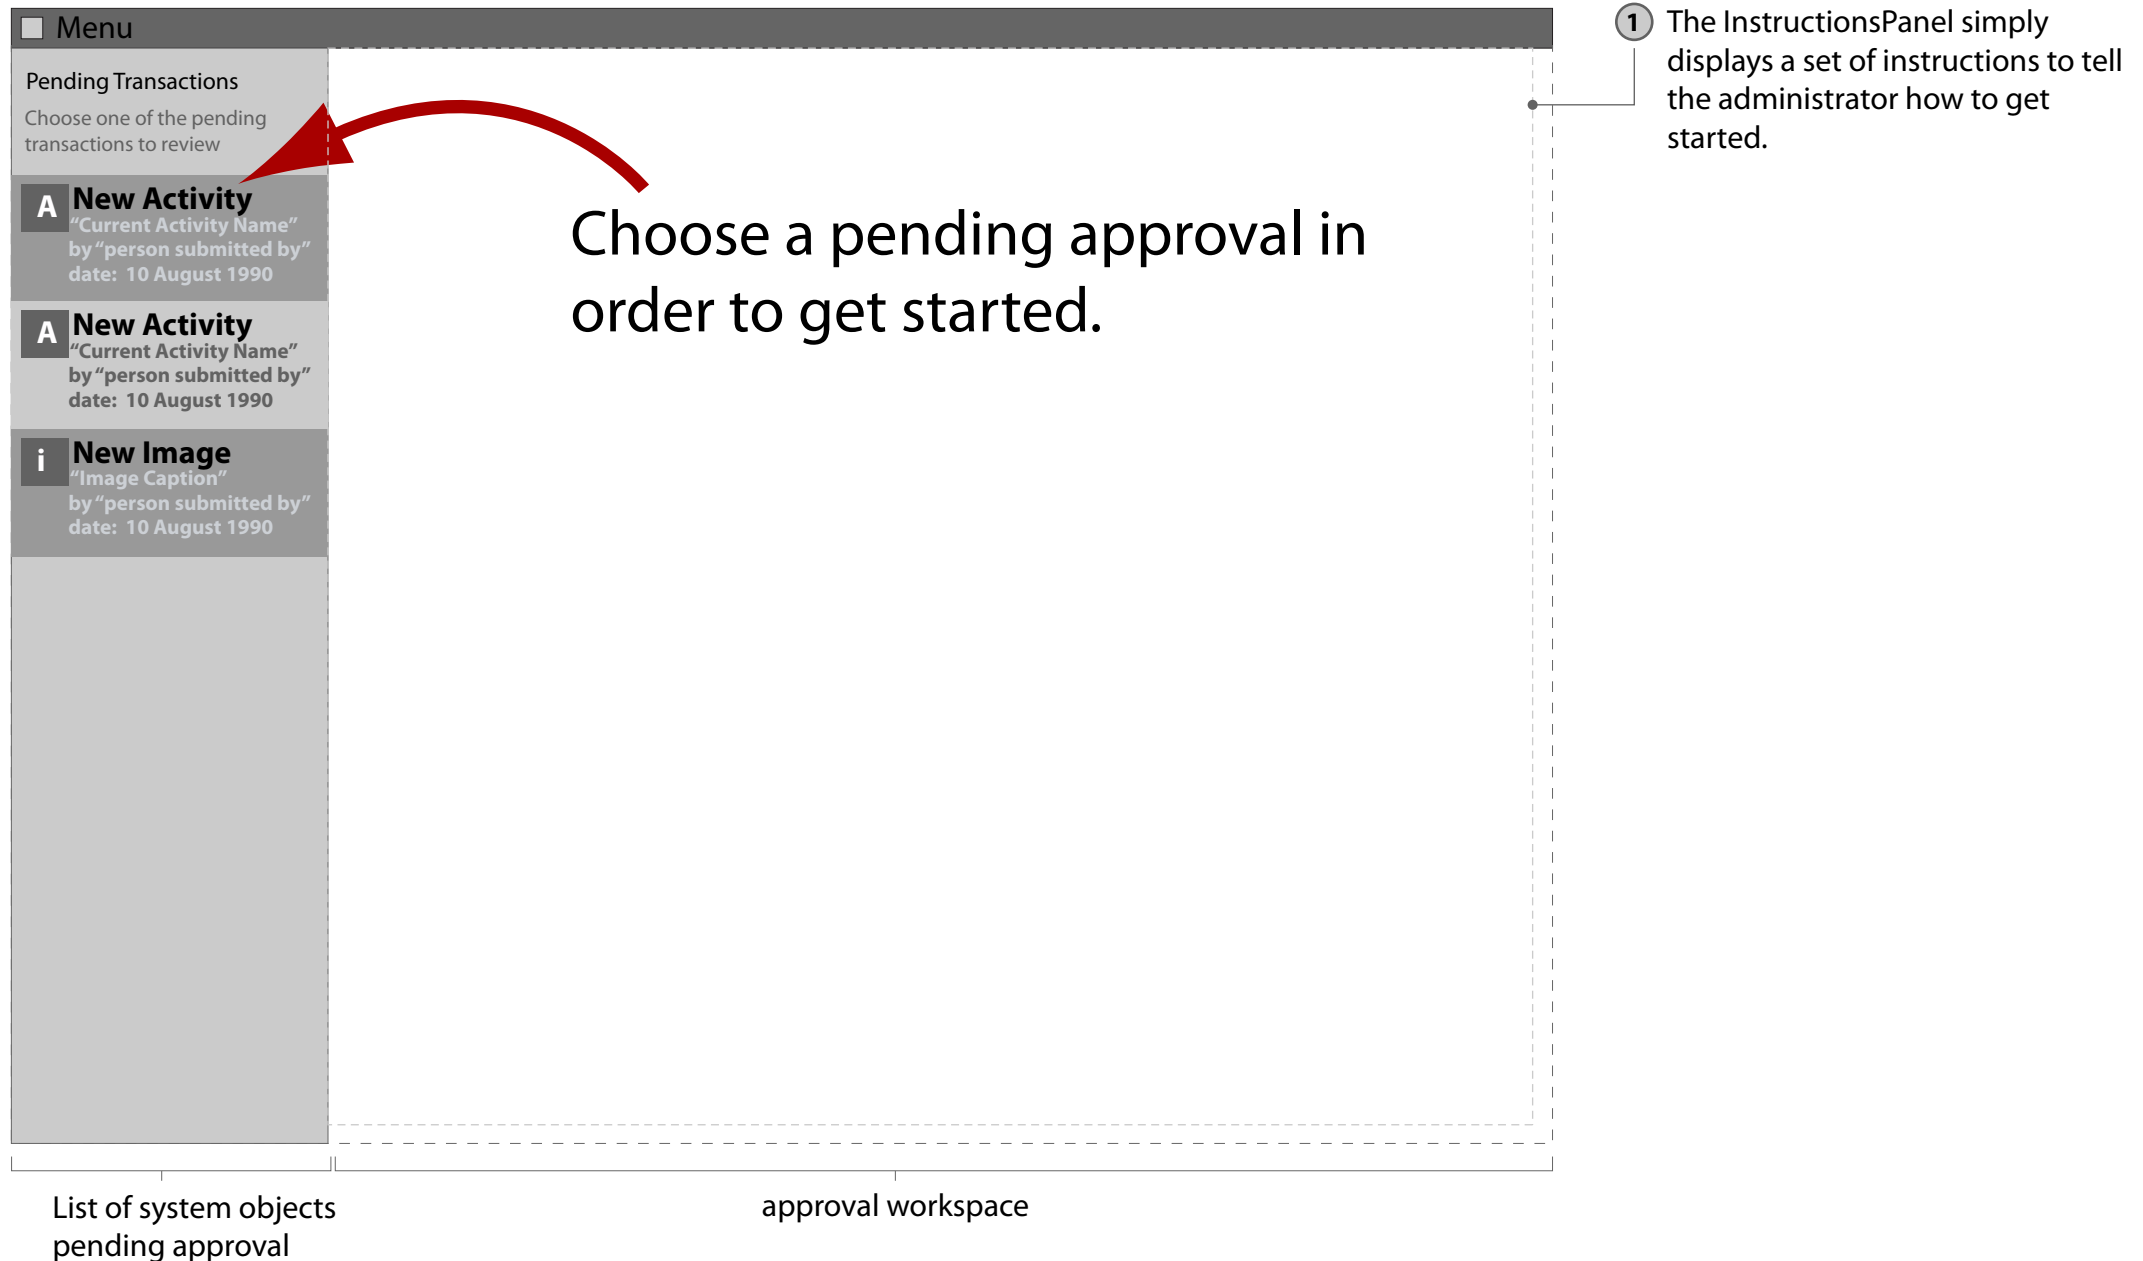 Menu
Pending Transactions
Choose one of the pending
transactions to review
A
New Activity
“Current Activity Name”
by “person submitted by”
date: 10 August 1990
A
New Activity
“Current Activity Name”
by “person submitted by”
date: 10 August 1990
i
New Image
“Image Caption”
by “person submitted by”
date: 10 August 1990
Choose a pending approval in
order to get started.
1
The InstructionsPanel simply
displays a set of instructions to tell
the administrator how to get
started.
List of system objects
pending approval
approval workspace